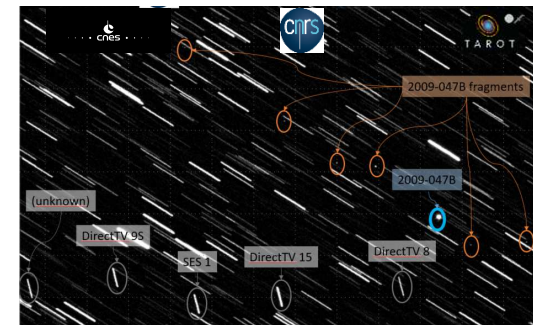 cnes
cnrs
TAROT
2009-047B fragments
2009-047B
(unknown)
DirectTV 9S
SES 1
DirectTV 15
DirectTV 8